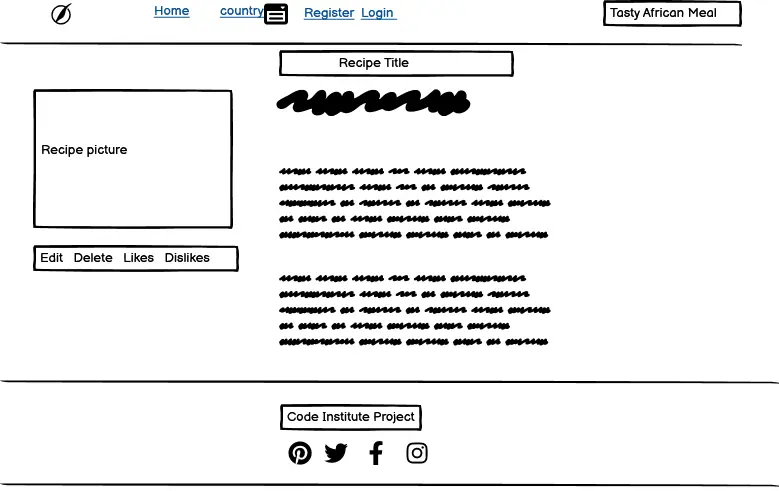 Home country Register Login Tasty African Meal
Recipe Title
Recipe picture
Edit Delete Likes Dislikes
Code Institute Project